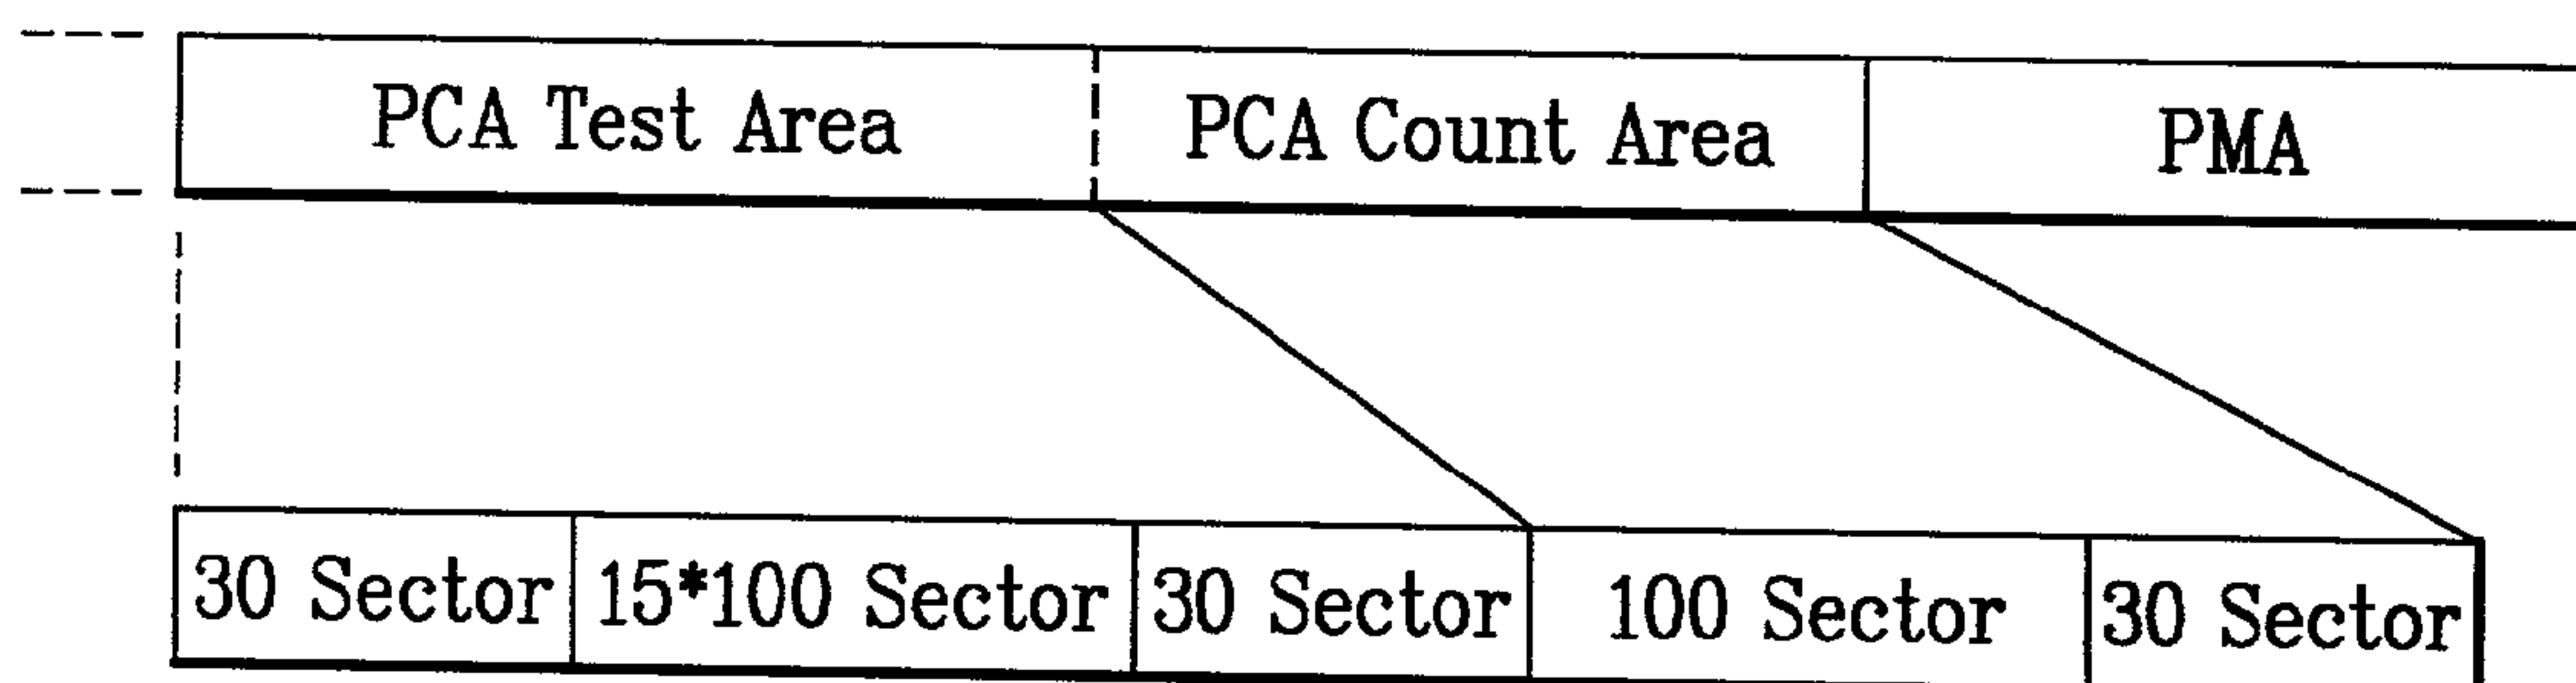 PCA Test Area PCA Count Area PMA
30 Sector 15*100 Sector 30 Sector 100 Sector 30 Sector